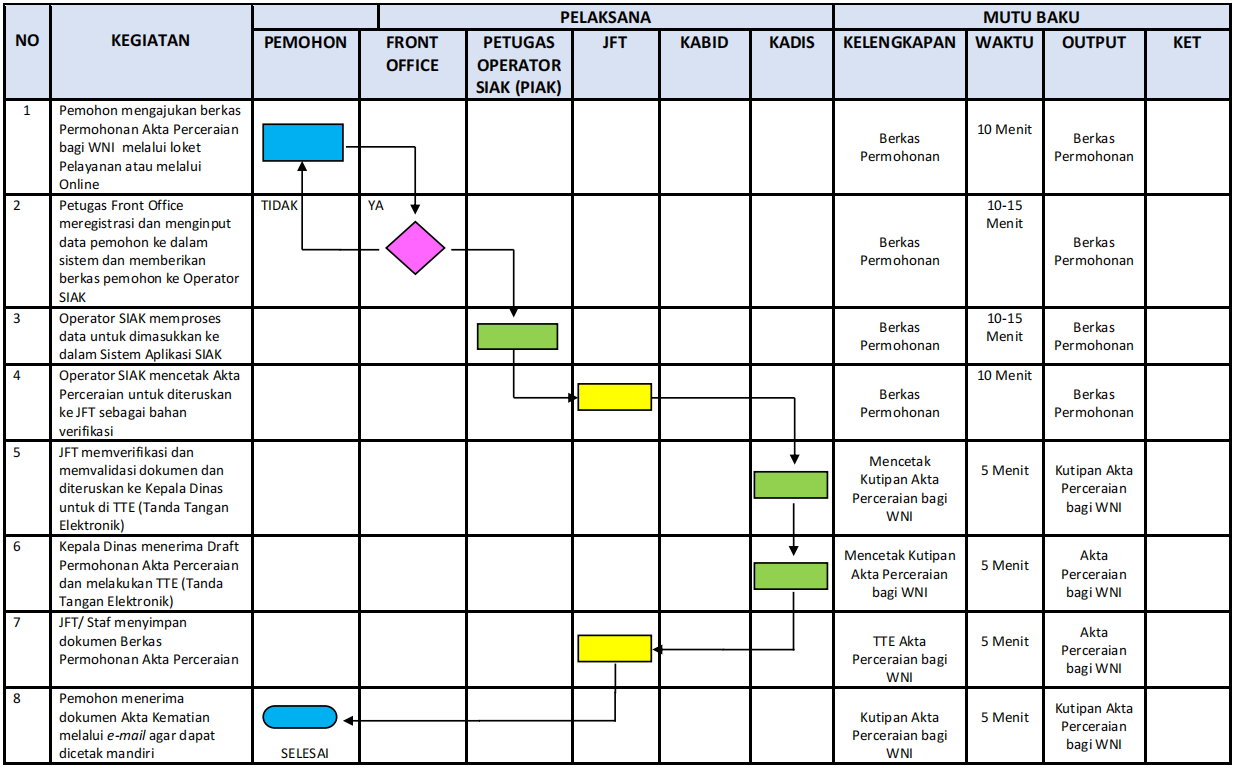 NO
KEGIATAN
PELAKSANA
MUTU BAKU
PEMOHON
FRONT
OFFICE
PETUGAS
OPERATOR
SIAK (PIAK)
JFT
KABID
KADIS
KELENGKAPAN
WAKTU
OUTPUT
KET
1
Pemohon mengajukan berkas
Permohonan Akta Perceraian
bagi WNI melalui loket
Pelayanan atau melalui
Online
Berkas
Permohonan
10 Menit
Berkas
Permohonan
2
Petugas Front Office
meregistrasi dan menginput
data pemohon ke dalam
sistem dan memberikan
berkas pemohon ke Operator
SIAK
TIDAK
YA
Berkas
Permohonan
10-15
Menit
Berkas
Permohonan
3
Operator SIAK memproses
data untuk dimasukkan ke
dalam Sistem Aplikasi SIAK
Berkas
Permohonan
10-15
Menit
Berkas
Permohonan
4
Operator SIAK mencetak Akta
Perceraian untuk diteruskan
ke JFT sebagai bahan
verifikasi
Berkas
Permohonan
10 Menit
Berkas
Permohonan
5
JFT memverifikasi dan
memvalidasi dokumen dan
diteruskan ke Kepala Dinas
untuk di TTE (Tanda Tangan
Elektronik)
Mencetak
Kutipan Akta
Perceraian bagi
WNI
5 Menit
Kutipan Akta
Perceraian
bagi WNI
6
Kepala Dinas menerima Draft
Permohonan Akta Perceraian
dan melakukan TTE (Tanda
Tangan Elektronik)
Mencetak Kutipan
Akta Perceraian
bagi WNI
5 Menit
Akta
Perceraian
bagi WNI
7
JFT/ Staf menyimpan
dokumen Berkas
Permohonan Akta Perceraian
TTE Akta
Perceraian bagi
WNI
5 Menit
Akta
Perceraian
bagi WNI
8
Pemohon menerima
dokumen Akta Kematian
melalui e-mail agar dapat
dicetak mandiri
SELESAI
Kutipan Akta
Perceraian bagi
WNI
5 Menit
Kutipan Akta
Perceraian
bagi WNI